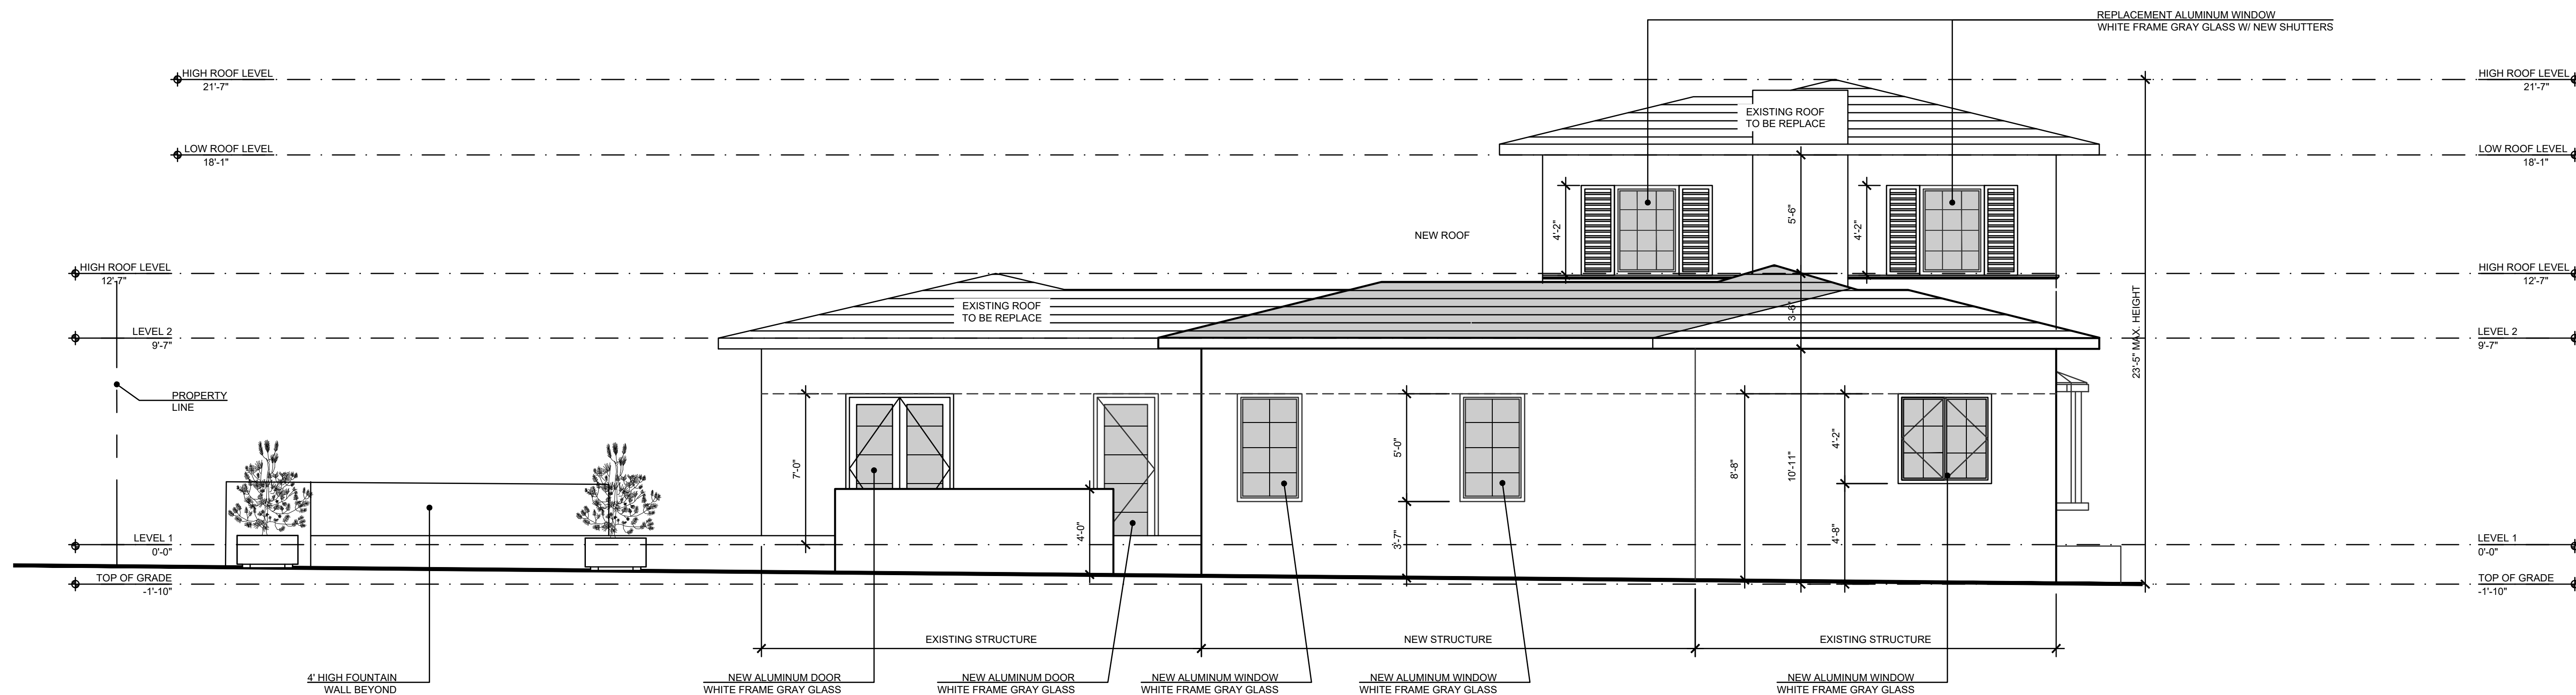 REPLACEMENT ALUMINUM WINDOW
WHITE FRAME GRAY GLASS W/ NEW SHUTTERS
HIGH ROOF LEVEL
21'-7"
HIGH ROOF LEVEL
21'-7"
EXISTING ROOF
TO BE REPLACE
LOW ROOF LEVEL
18'-1"
LOW ROOF LEVEL
18'-1"
4'-2"
5'-6"
4'-2"
NEW ROOF
HIGH ROOF LEVEL
12'-7"
HIGH ROOF LEVEL
12'-7"
EXISTING ROOF
TO BE REPLACE
3'-6"
23'-5" MAX. HEIGHT
LEVEL 2
9'-7"
LEVEL 2
9'-7"
PROPERTY
LINE
7'-0"
5'-0"
8'-8"
10'-11"
4'-2"
4'-0"
3'-7"
4'-8"
LEVEL 1
0'-0"
LEVEL 1
0'-0"
TOP OF GRADE
-1'-10"
TOP OF GRADE
-1'-10"
EXISTING STRUCTURE
NEW STRUCTURE
EXISTING STRUCTURE
4' HIGH FOUNTAIN
WALL BEYOND
NEW ALUMINUM DOOR
WHITE FRAME GRAY GLASS
NEW ALUMINUM DOOR
WHITE FRAME GRAY GLASS
NEW ALUMINUM WINDOW
WHITE FRAME GRAY GLASS
NEW ALUMINUM WINDOW
WHITE FRAME GRAY GLASS
NEW ALUMINUM WINDOW
WHITE FRAME GRAY GLASS